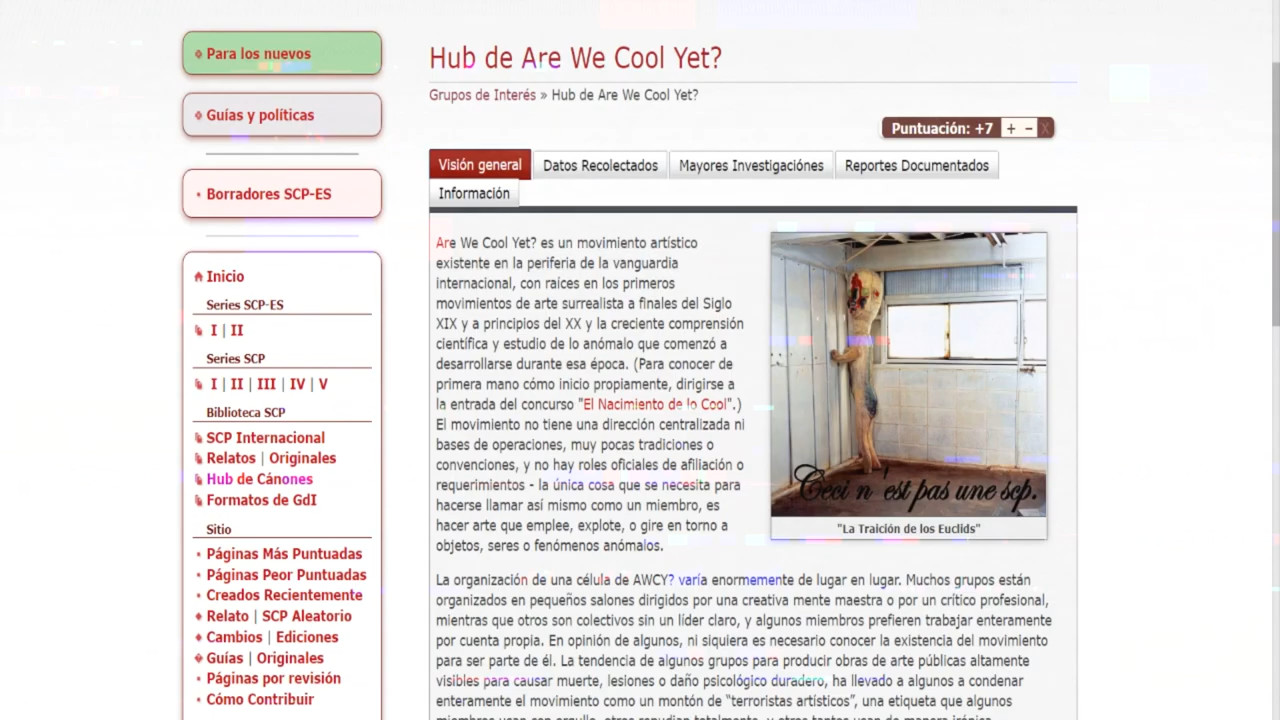 Para los nuevos
Guías y políticas
Borradores SCP-ES
Inicio
Series SCP-ES
I | II
Series SCP
I | II | III | IV | V
Biblioteca SCP
SCP Internacional
Relatos | Originales
Hub de Cánones
Formatos de GdI
Sitio
Páginas Más Puntuadas
Páginas Peor Puntuadas
Creados Recientemente
Relato | SCP Aleatorio
Cambios | Ediciones
Guías | Originales
Páginas por revisión
Cómo Contribuir
Hub de Are We Cool Yet?
Grupos de Interés » Hub de Are We Cool Yet?
Puntuación: +7 + − X
Visión general
Datos Recolectados
Mayores Investigaciónes
Reportes Documentados
Información
Are We Cool Yet? es un movimiento artístico
existente en la periferia de la vanguardia
internacional, con raíces en los primeros
movimientos de arte surrealista a finales del Siglo
XIX y a principios del XX y la creciente comprensión
científica y estudio de lo anómalo que comenzó a
desarrollarse durante esa época. (Para conocer de
primera mano cómo inicio propiamente, dirigirse a
la entrada del concurso "El Nacimiento de lo Cool".)
El movimiento no tiene una dirección centralizada ni
bases de operaciones, muy pocas tradiciones o
convenciones, y no hay roles oficiales de afiliación o
requerimientos - la única cosa que se necesita para
hacerse llamar así mismo como un miembro, es
hacer arte que emplee, explote, o gire en torno a
objetos, seres o fenómenos anómalos.
Ceci n'est pas une scp.
"La Traición de los Euclids"
La organización de una célula de AWCY? varía enormemente de lugar en lugar. Muchos grupos están
organizados en pequeños salones dirigidos por una creativa mente maestra o por un crítico profesional,
mientras que otros son colectivos sin un líder claro, y algunos miembros prefieren trabajar enteramente
por cuenta propia. En opinión de algunos, ni siquiera es necesario conocer la existencia del movimiento
para ser parte de él. La tendencia de algunos grupos para producir obras de arte públicas altamente
visibles para causar muerte, lesiones o daño psicológico duradero, ha llevado a algunos a condenar
enteramente el movimiento como un montón de “terroristas artísticos”, una etiqueta que algunos
miembros usan con orgullo, otros repudian totalmente, y otros tantos usan de manera irónica.